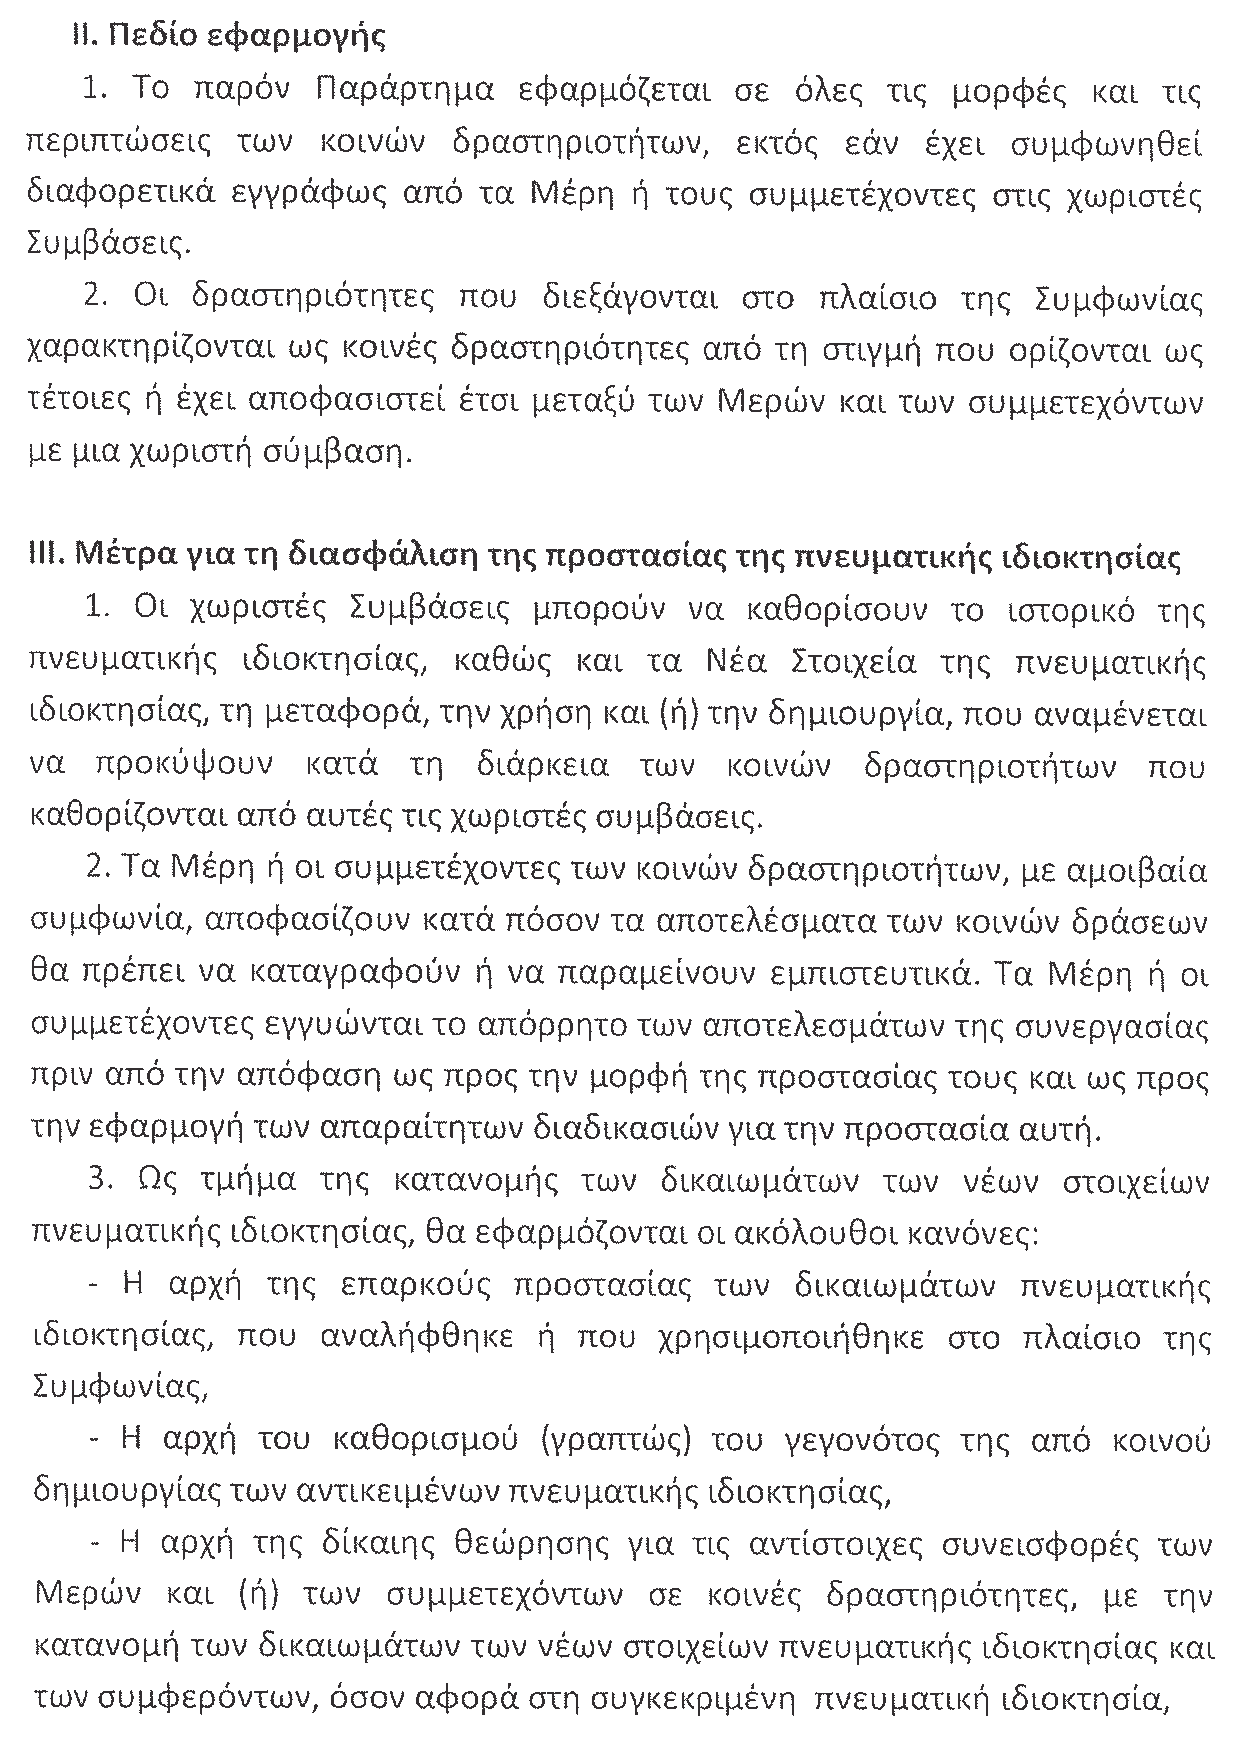 II. Πεδίο εφαρμογής
1. Το παρόν Παράρτημα εφαρμόζεται σε όλες τις μορφές και τις
περιπτώσεις των κοινών δραστηριοτήτων, εκτός εάν έχει συμφωνηθεί
διαφορετικά εγγράφως από τα Μέρη ή τους συμμετέχοντες στις χωριστές
Συμβάσεις.
2. Οι δραστηριότητες που διεξάγονται στο πλαίσιο της Συμφωνίας
χαρακτηρίζονται ως κοινές δραστηριότητες από τη στιγμή που ορίζονται ως
τέτοιες ή έχει αποφασιστεί έτσι μεταξύ των Μερών και των συμμετεχόντων
με μια χωριστή σύμβαση.
III. Μέτρα για τη διασφάλιση της προστασίας της πνευματικής ιδιοκτησίας
1. Οι χωριστές Συμβάσεις μπορούν να καθορίσουν το ιστορικό της
πνευματικής ιδιοκτησίας, καθώς και τα Νέα Στοιχεία της πνευματικής
ιδιοκτησίας, τη μεταφορά, την χρήση και (ή) την δημιουργία, που αναμένεται
να προκύψουν κατά τη διάρκεια των κοινών δραστηριοτήτων που
καθορίζονται από αυτές τις χωριστές συμβάσεις.
2. Τα Μέρη ή οι συμμετέχοντες των κοινών δραστηριοτήτων, με αμοιβαία
συμφωνία, αποφασίζουν κατά πόσον τα αποτελέσματα των κοινών δράσεων
θα πρέπει να καταγραφούν ή να παραμείνουν εμπιστευτικά. Τα Μέρη ή οι
συμμετέχοντες εγγυώνται το απόρρητο των αποτελεσμάτων της συνεργασίας
πριν από την απόφαση ως προς την μορφή της προστασίας τους και ως προς
την εφαρμογή των απαραίτητων διαδικασιών για την προστασία αυτή.
3. Ως τμήμα της κατανομής των δικαιωμάτων των νέων στοιχείων
πνευματικής ιδιοκτησίας, θα εφαρμόζονται οι ακόλουθοι κανόνες:
- Η αρχή της επαρκούς προστασίας των δικαιωμάτων πνευματικής
ιδιοκτησίας, που αναλήφθηκε ή που χρησιμοποιήθηκε στο πλαίσιο της
Συμφωνίας,
- Η αρχή του καθορισμού (γραπτώς) του γεγονότος της από κοινού
δημιουργίας των αντικειμένων πνευματικής ιδιοκτησίας,
- Η αρχή της δίκαιης θεώρησης για τις αντίστοιχες συνεισφορές των
Μερών και (ή) των συμμετεχόντων σε κοινές δραστηριότητες, με την
κατανομή των δικαιωμάτων των νέων στοιχείων πνευματικής ιδιοκτησίας και
των συμφερόντων, όσον αφορά στη συγκεκριμένη πνευματική ιδιοκτησία,